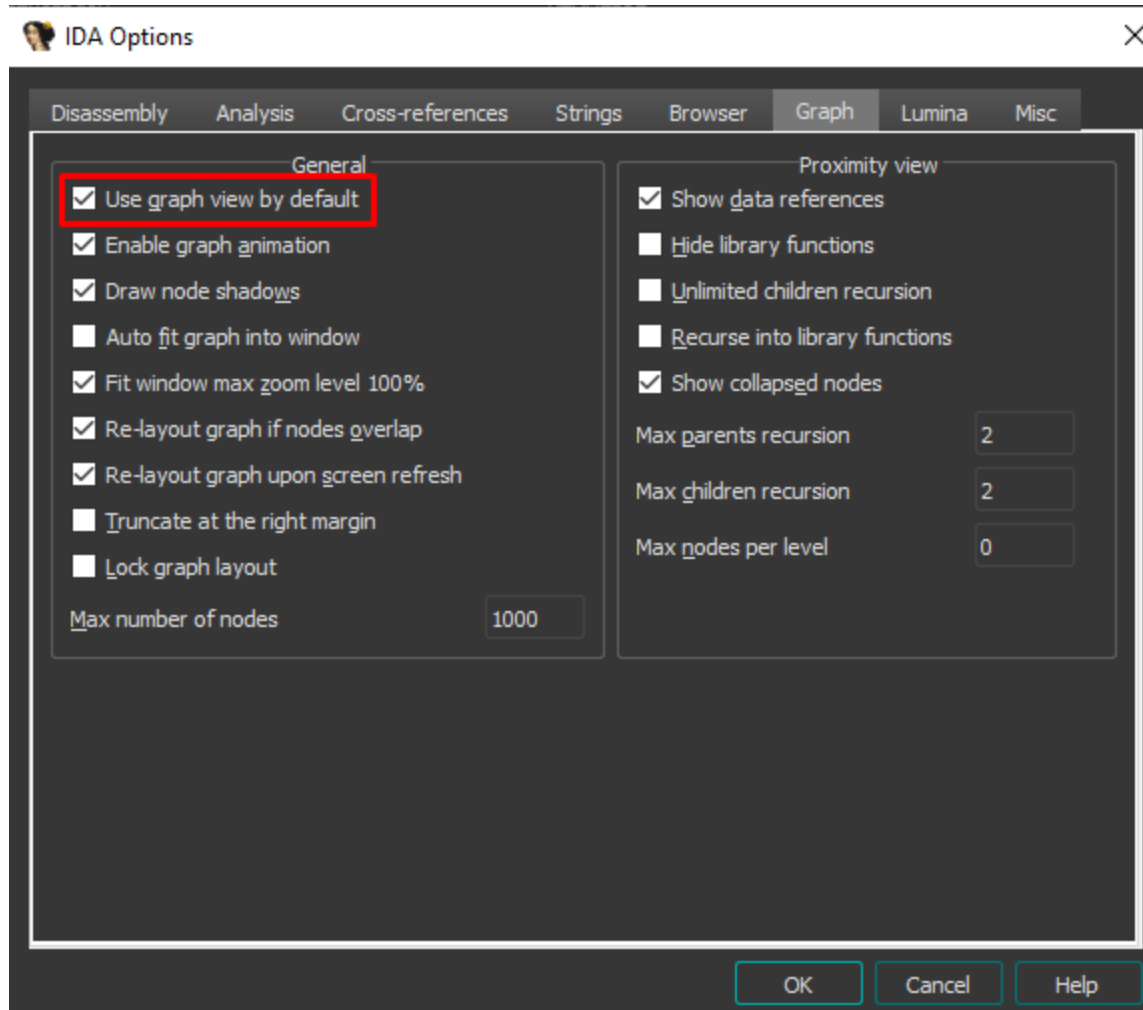 IDA Options
Disassembly Analysis Cross-references Strings Browser Graph Lumina Misc
General
Use graph view by default
Enable graph animation
Draw node shadows
Auto fit graph into window
Fit window max zoom level 100%
Re-layout graph if nodes overlap
Re-layout graph upon screen refresh
Truncate at the right margin
Lock graph layout
Max number of nodes 1000
Proximity view
Show data references
Hide library functions
Unlimited children recursion
Recurse into library functions
Show collapsed nodes
Max parents recursion 2
Max children recursion 2
Max nodes per level 0
OK Cancel Help